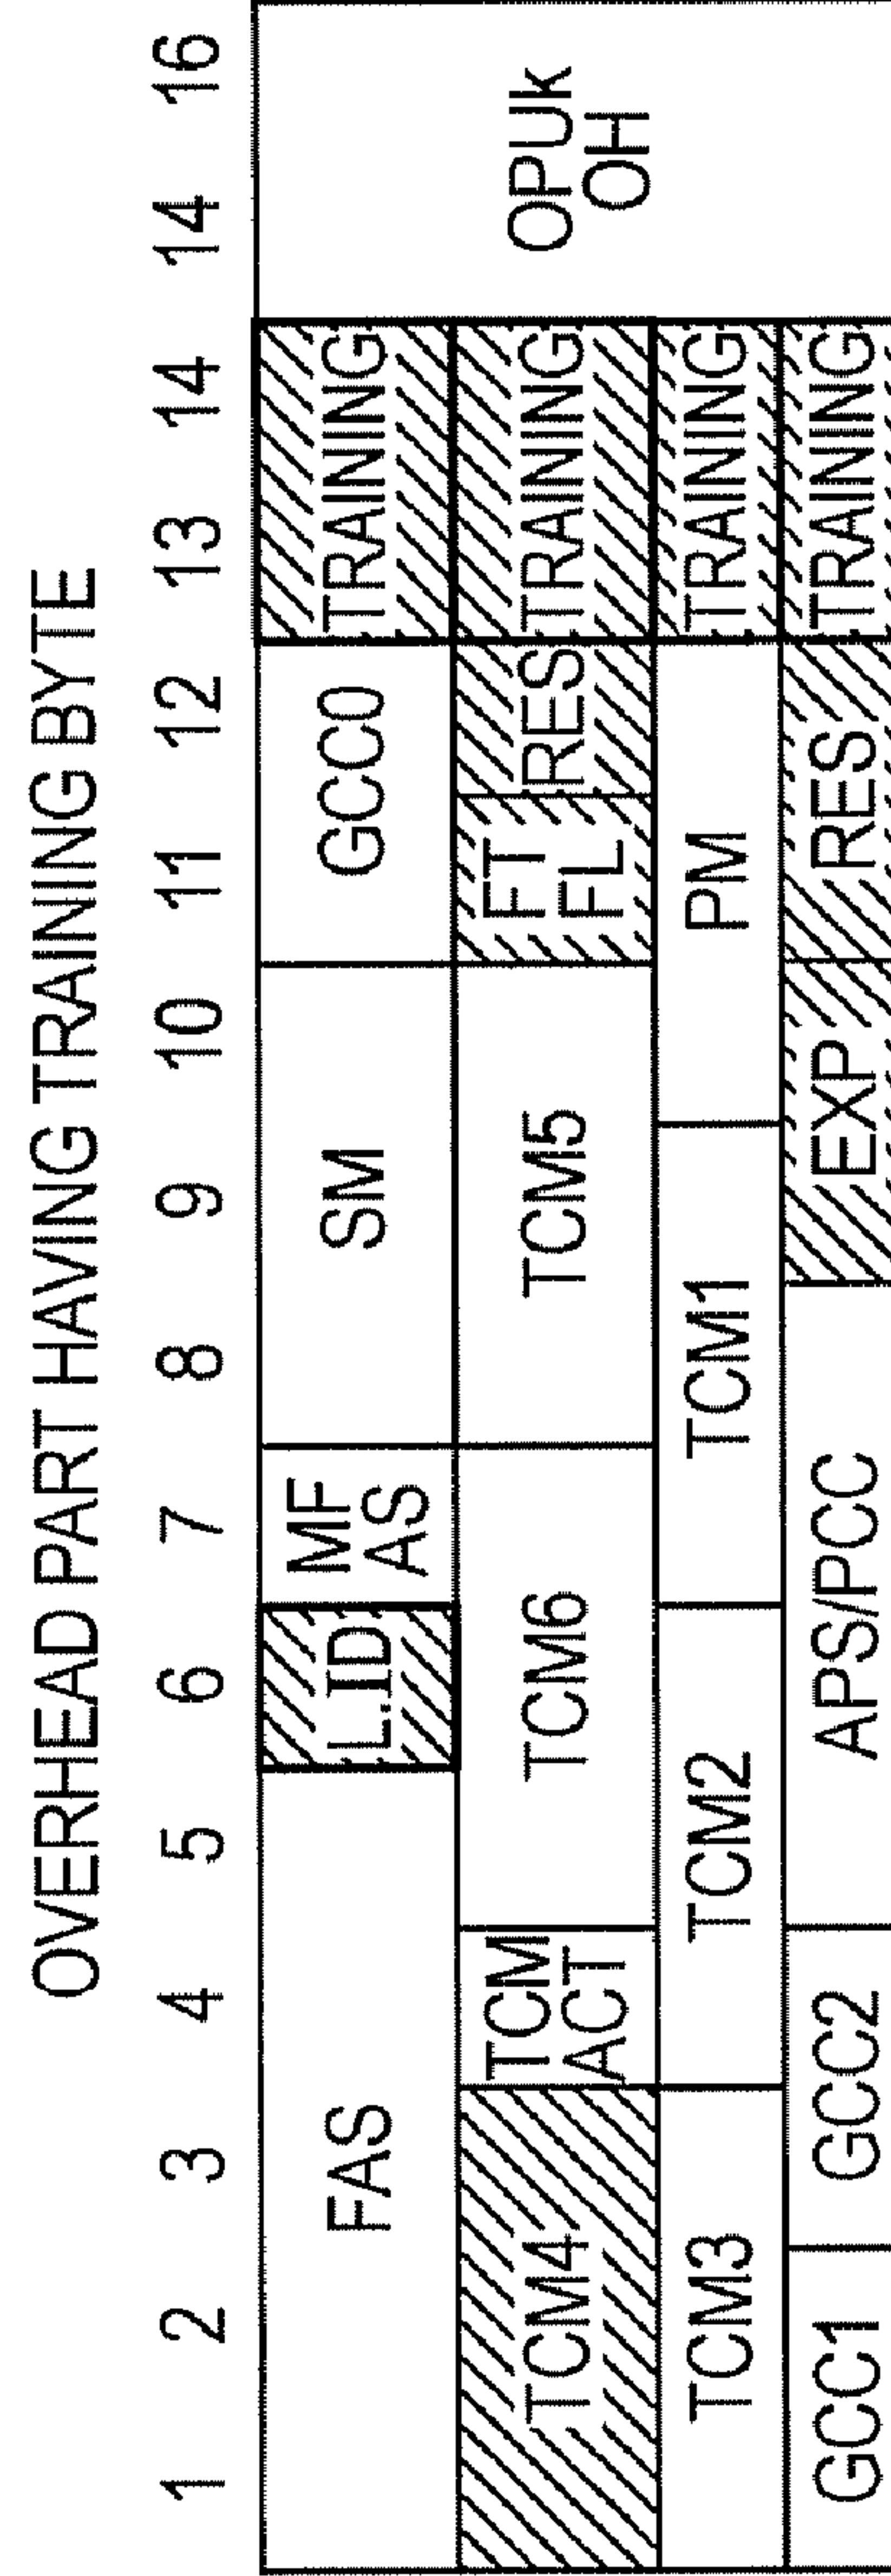 OVERHEAD PART HAVING TRAINING BYTE
1 2 3 4 5 6 7 8 9 10 11 12 13 14 14 16
FAS L.ID MF AS SM GCC0 TRAINING OPUk OH
TCM4 TCM ACT TCM6 TCM5 FT FL RES TRAINING
TCM3 TCM2 TCM1 PM TRAINING
GCC1 GCC2 APS/PCC EXP RES TRAINING